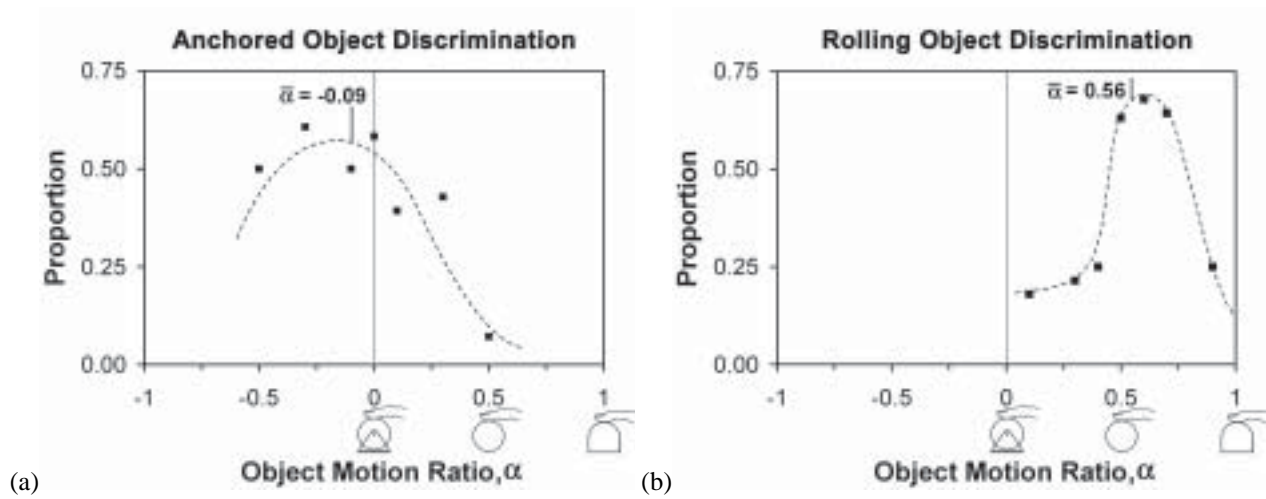 Anchored Object Discrimination
0.75
ᾱ = -0.09
0.50
0.25
0.00
Proportion
-1 -0.5 0 0.5 1
Object Motion Ratio,α
(a)
Rolling Object Discrimination
0.75
ᾱ = 0.56
0.50
0.25
0.00
Proportion
-1 -0.5 0 0.5 1
Object Motion Ratio,α
(b)